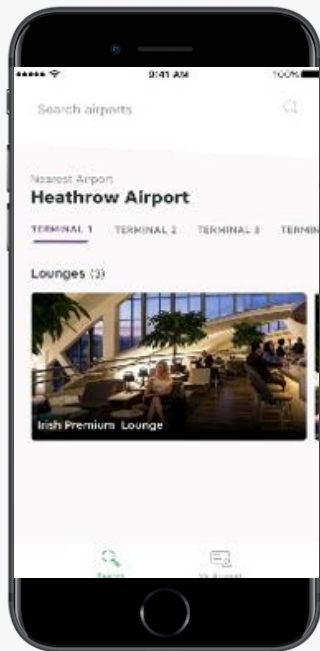 9:41 AM 100%
Search airports
Nearest Airport
Heathrow Airport
TERMINAL 1 TERMINAL 2 TERMINAL 3 TERMIN
Lounges (3)
Irish Premium Lounge
Search